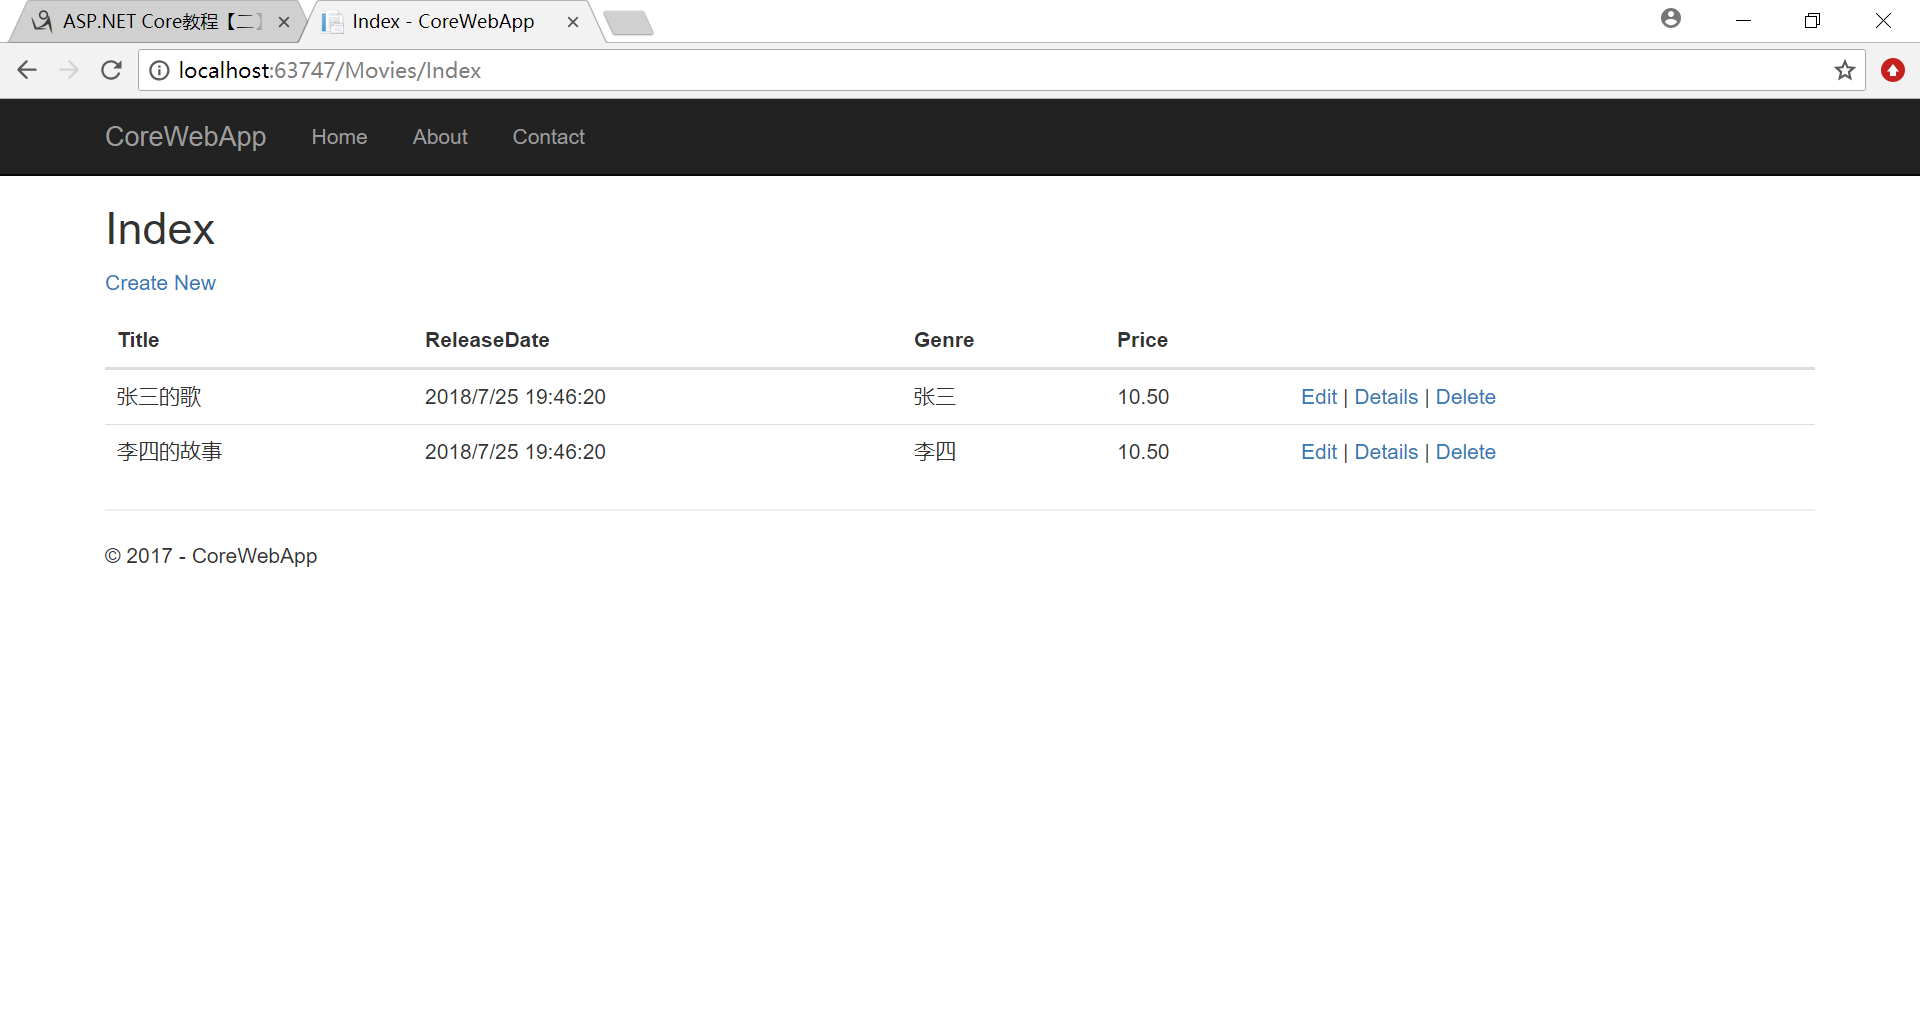 ASP.NET Core教程【二】
Index - CoreWebApp
localhost:63747/Movies/Index
CoreWebApp Home About Contact
Index
Create New
Title ReleaseDate Genre Price
张三的歌 2018/7/25 19:46:20 张三 10.50 Edit | Details | Delete
李四的故事 2018/7/25 19:46:20 李四 10.50 Edit | Details | Delete
© 2017 - CoreWebApp